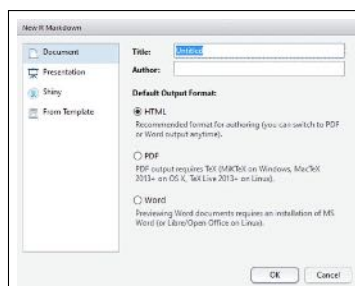 New R Markdown
Document
Presentation
Shiny
From Template
Title:
Untitled
Author:
Default Output Format:
HTML
Recommended format for authoring (you can switch to PDF
or Word output anytime).
PDF
PDF output requires TeX (MiKTeX on Windows, MacTeX
2013+ on OS X, TeX Live 2013+ on Linux).
Word
Previewing Word documents requires an installation of MS
Word (or Libre/Open Office on Linux).
OK
Cancel